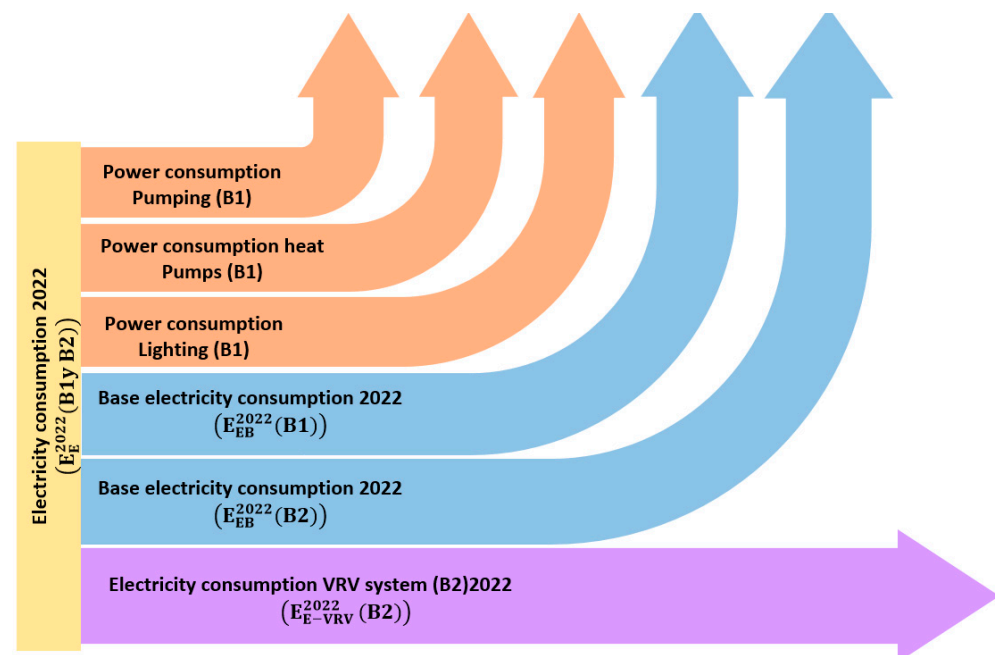 Electricity consumption 2022
(E_E^2022(B1y B2))
Power consumption
Pumping (B1)
Power consumption heat
Pumps (B1)
Power consumption
Lighting (B1)
Base electricity consumption 2022
(E_EB^2022(B1))
Base electricity consumption 2022
(E_EB^2022(B2))
Electricity consumption VRV system (B2)2022
(E_E−VRV^2022(B2))